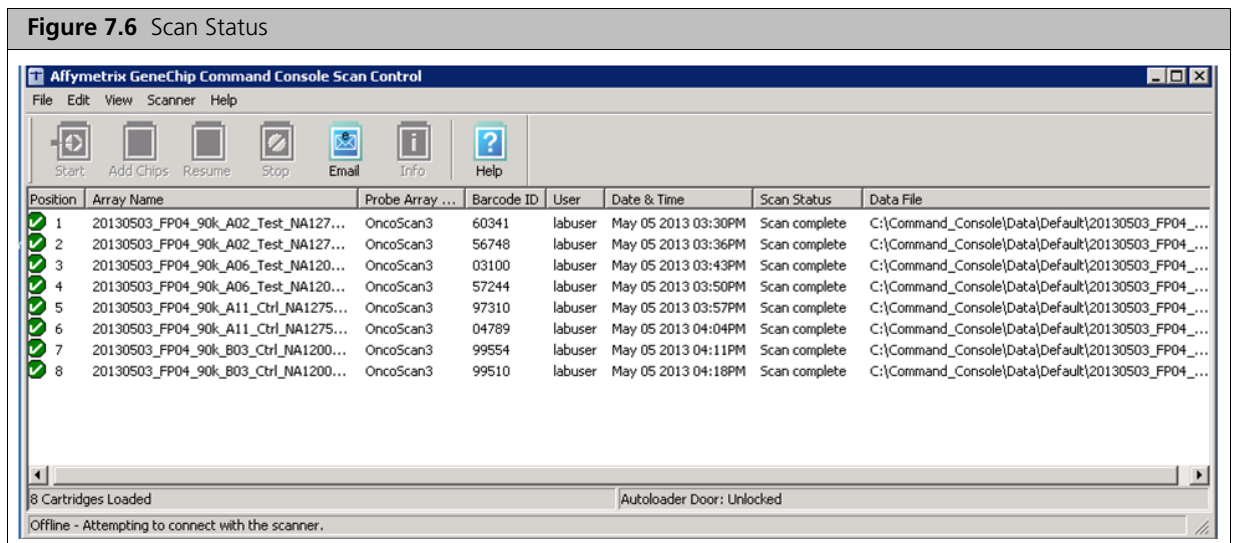 Figure 7.6 Scan Status
Affymetrix GeneChip Command Console Scan Control
File Edit View Scanner Help
Start Add Chips Resume Stop Email Info Help
Position Array Name Probe Array ... Barcode ID User Date & Time Scan Status Data File
1 20130503_FP04_90k_A02_Test_NA127... OncoScan3 60341 labuser May 05 2013 03:30PM Scan complete C:\Command_Console\Data\Default\20130503_FP04_...
2 20130503_FP04_90k_A02_Test_NA127... OncoScan3 56748 labuser May 05 2013 03:36PM Scan complete C:\Command_Console\Data\Default\20130503_FP04_...
3 20130503_FP04_90k_A06_Test_NA120... OncoScan3 03100 labuser May 05 2013 03:43PM Scan complete C:\Command_Console\Data\Default\20130503_FP04_...
4 20130503_FP04_90k_A06_Test_NA120... OncoScan3 57244 labuser May 05 2013 03:50PM Scan complete C:\Command_Console\Data\Default\20130503_FP04_...
5 20130503_FP04_90k_A11_Ctrl_NA1275... OncoScan3 97310 labuser May 05 2013 03:57PM Scan complete C:\Command_Console\Data\Default\20130503_FP04_...
6 20130503_FP04_90k_A11_Ctrl_NA1275... OncoScan3 04789 labuser May 05 2013 04:04PM Scan complete C:\Command_Console\Data\Default\20130503_FP04_...
7 20130503_FP04_90k_B03_Ctrl_NA1200... OncoScan3 99554 labuser May 05 2013 04:11PM Scan complete C:\Command_Console\Data\Default\20130503_FP04_...
8 20130503_FP04_90k_B03_Ctrl_NA1200... OncoScan3 99510 labuser May 05 2013 04:18PM Scan complete C:\Command_Console\Data\Default\20130503_FP04_...
8 Cartridges Loaded Autoloader Door: Unlocked
Offline - Attempting to connect with the scanner.